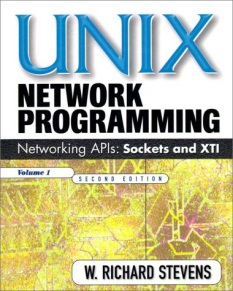 UNIX
NETWORK
PROGRAMMING
Networking APIs: Sockets and XTI
Volume 1
SECOND EDITION
W. RICHARD STEVENS